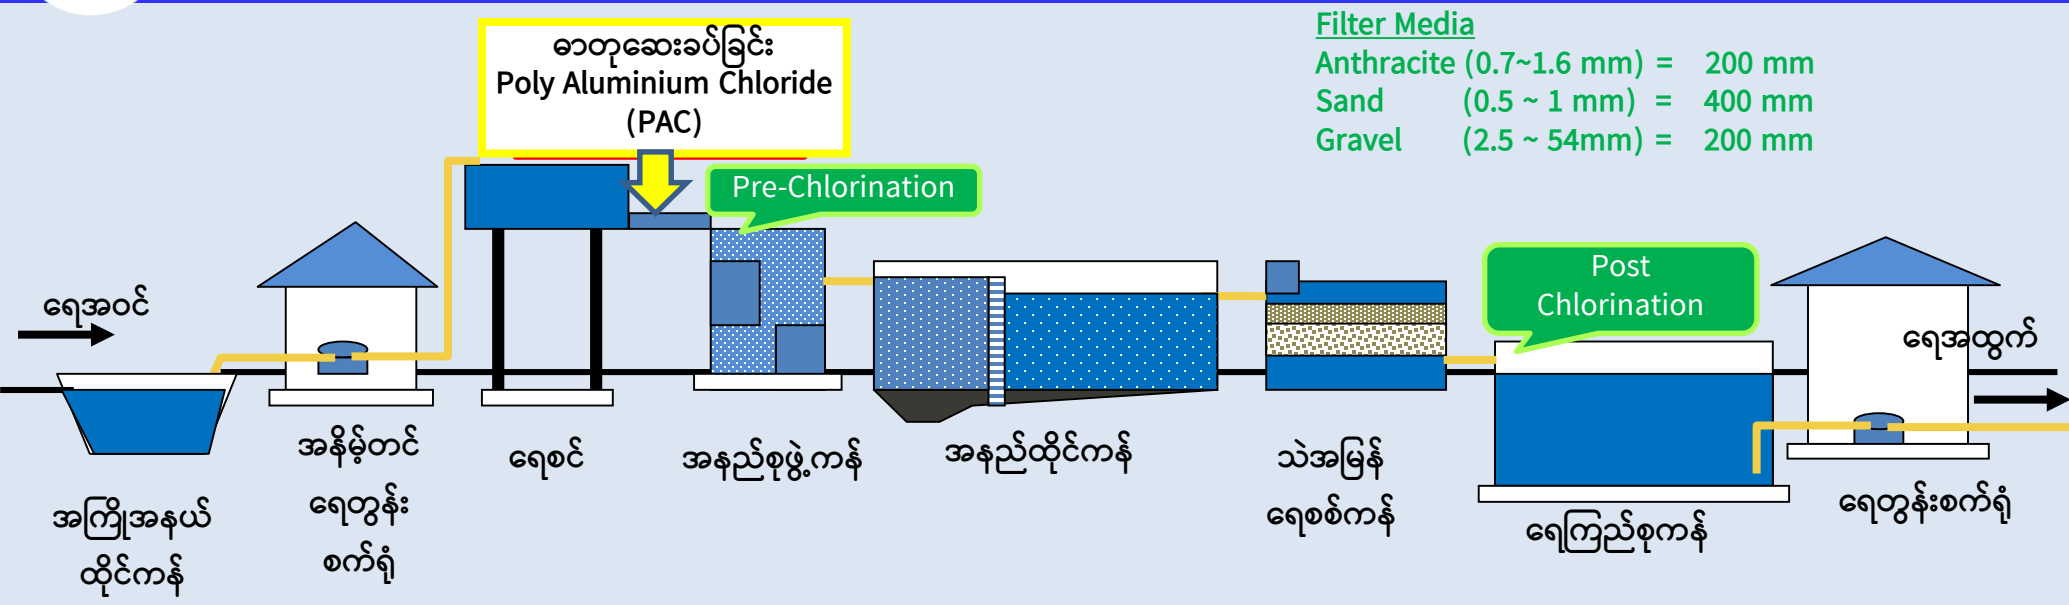 ဓာတုဆေးခပ်ခြင်း
Poly Aluminium Chloride
(PAC)
Filter Media
Anthracite (0.7~1.6 mm) = 200 mm
Sand (0.5 ~ 1 mm) = 400 mm
Gravel (2.5 ~ 54mm) = 200 mm
Pre-Chlorination
Post
Chlorination
ရေအဝင်
ရေအထွက်
အကြိုအနယ်
ထိုင်ကန်
အနိမ့်တင်
ရေတွန်း
စက်ရုံ
ရေစင်
အနည်စုဖွဲ့ကန်
အနည်ထိုင်ကန်
သဲအမြန်
ရေစစ်ကန်
ရေကြည်စုကန်
ရေတွန်းစက်ရုံ